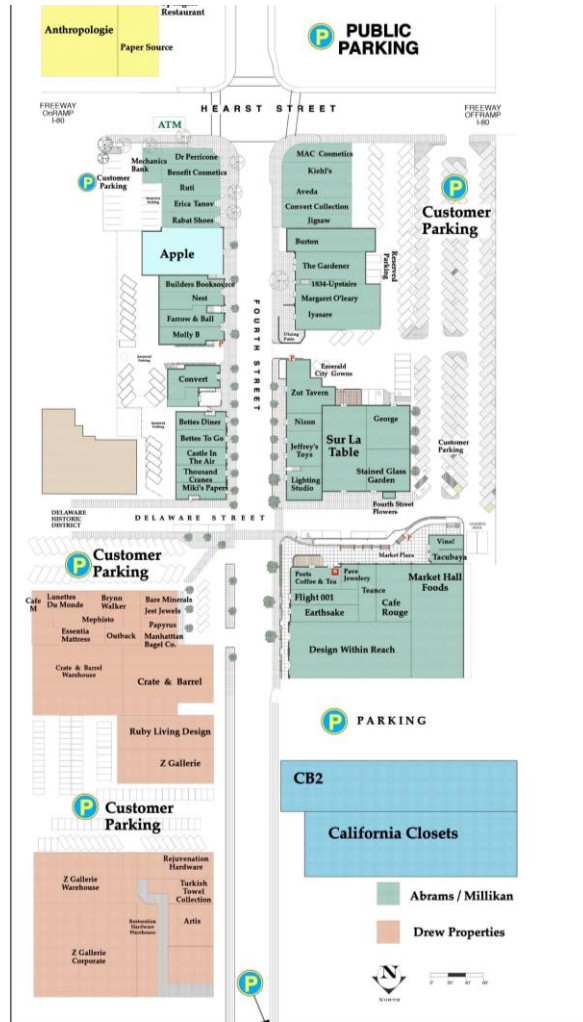 Restaurant
Anthropologie
Paper Source
P PUBLIC
PARKING
FREEWAY
OnRAMP
I-80
HEARST STREET
FREEWAY
OFFRAMP
I-80
ATM
Mechanics
Bank
P Customer
Parking
Dr Perricone
Benefit Cosmetics
Ruti
Erica Tanov
Rabat Shoes
Apple
Builders Booksource
Nest
Farrow & Ball
Molly B
P
Convert
Bettes Diner
Bettes To Go
Castle In
The Air
Thousand
Cranes
Miki's Papers
FOURTH STREET
MAC Cosmetics
Kiehl's
Aveda
Convert Collection
Jigsaw
Burton
The Gardener
1834-Upstairs
Margaret O'leary
Iyasare
Reserved
Parking
Dining
Patio
P
Customer
Parking
P
Emerald
City Gowns
Zut Tavern
Nixon
Jeffrey's
Toys
Lighting
Studio
Sur La
Table
George
Stained Glass
Garden
Customer
Parking
Fourth Street
Flowers
DELAWARE
HISTORIC
DISTRICT
DELAWARE STREET
P Customer
Parking
P
Market Plaza
Vino!
Tacubaya
Peets
Coffee & Tea
Pave
Jewelery
Teance
Market Hall
Foods
Flight 001
Earthsake
Cafe
Rouge
Design Within Reach
Cafe
M
Lunettes
Du Monde
Brynn
Walker
Bare Minerals
Jest Jewels
Mephisto
Papyrus
Essentia
Mattress
Outback
Manhatttan
Bagel Co.
Crate & Barrel
Warehouse
Crate & Barrel
Ruby Living Design
Z Gallerie
P PARKING
CB2
California Closets
P Customer
Parking
Rejuvenation
Hardware
Z Gallerie
Warehouse
Turkish
Towel
Collection
Restoration
Hardware
Warehouse
Artis
Z Gallerie
Corporate
Abrams / Millikan
Drew Properties
N
NORTH
P